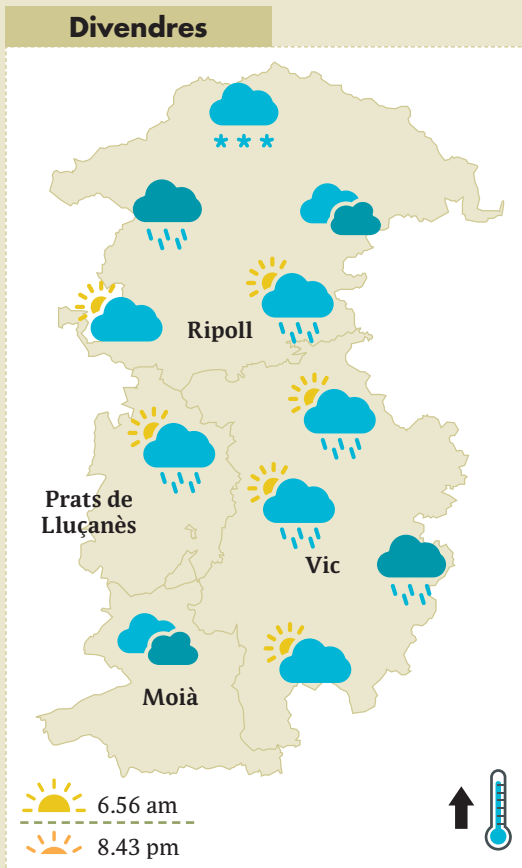 Divendres
Ripoll
Prats de
Lluçanès
Vic
Moià
6.56 am
8.43 pm